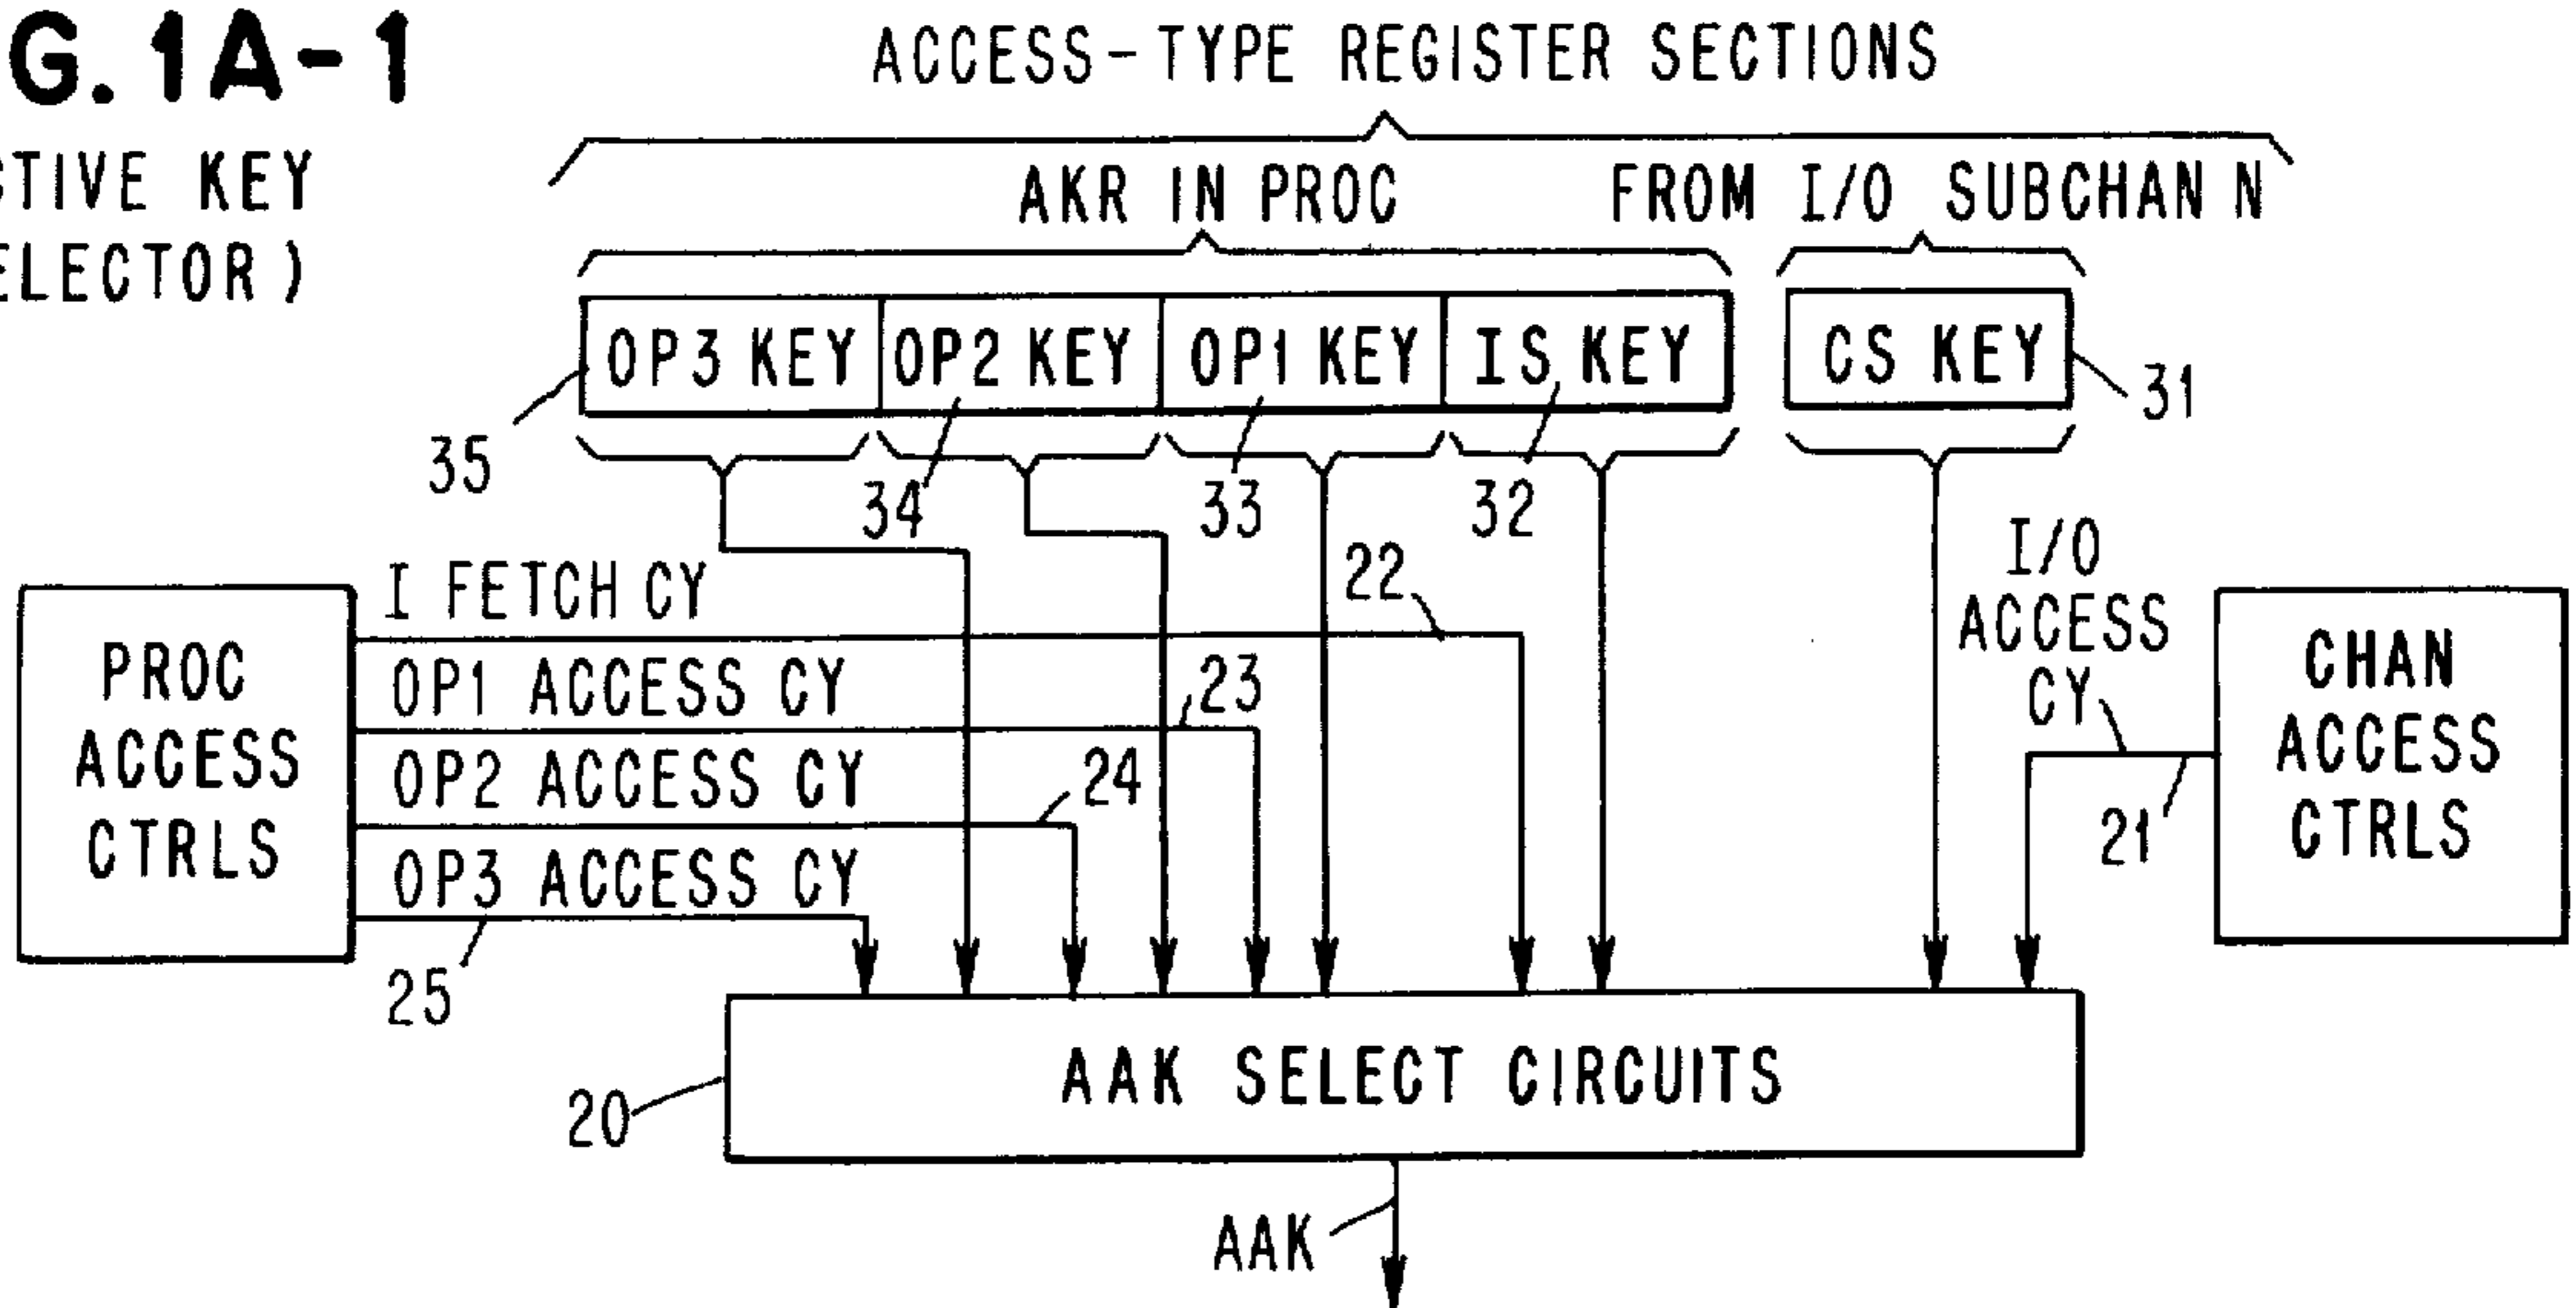 G. 1A-1
CTIVE KEY
ELECTOR )
ACCESS-TYPE REGISTER SECTIONS
AKR IN PROC
FROM I/O SUBCHAN N
OP3 KEY
OP2 KEY
OP1 KEY
IS KEY
CS KEY
31
35
34
33
32
I FETCH CY
22
I/O
ACCESS
CY
PROC
ACCESS
CTRLS
OP1 ACCESS CY
23
OP2 ACCESS CY
24
OP3 ACCESS CY
25
21
CHAN
ACCESS
CTRLS
AAK SELECT CIRCUITS
20
AAK